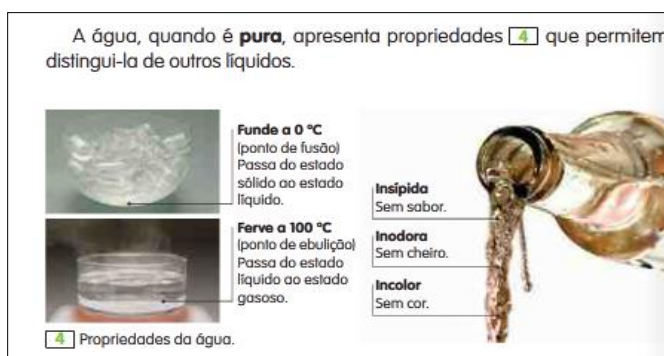 A água, quando é pura, apresenta propriedades 4 que permitem
distingui-la de outros líquidos.
Funde a 0 ºC
(ponto de fusão)
Passa do estado
sólido ao estado
líquido.
Ferve a 100 ºC
(ponto de ebulição)
Passa do estado
líquido ao estado
gasoso.
4 Propriedades da água.
Insípida
Sem sabor.
Inodora
Sem cheiro.
Incolor
Sem cor.